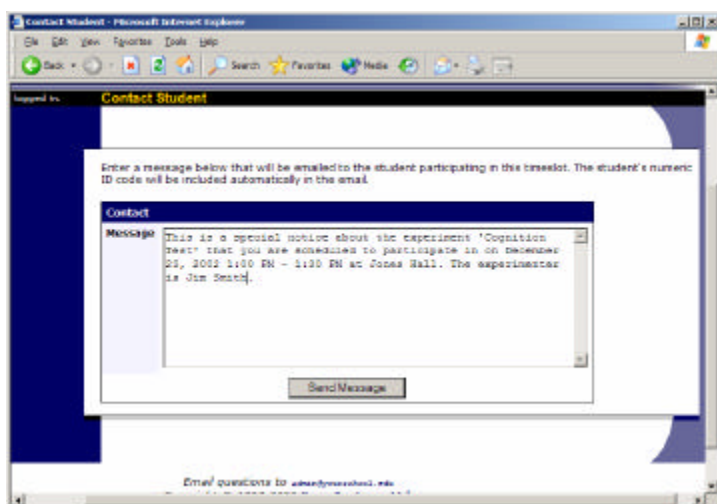 Contact Student - Microsoft Internet Explorer
File Edit View Favorites Tools Help
Back Search Favorites Media
logged in. Contact Student
Enter a message below that will be emailed to the student participating in this timeslot. The student's numeric
ID code will be included automatically in the email.
Contact
Message
This is a special notice about the experiment 'Cognition
Test' that you are scheduled to participate in on December
2002 1:00 PM - 1:30 PM at Jones Hall. The experimenter
is Jim Smith.
Send Message
Email questions to